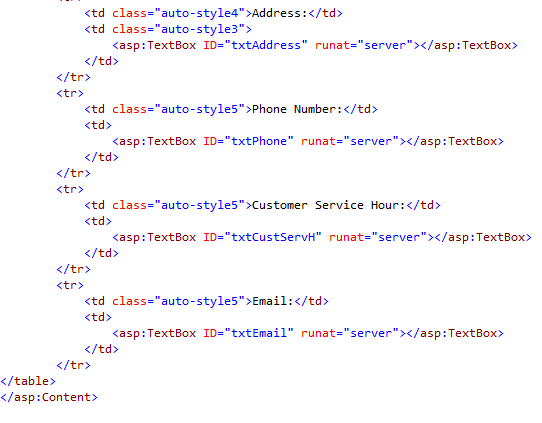 <td class="auto-style4">Address:</td>
<td class="auto-style3">
<asp:TextBox ID="txtAddress" runat="server"></asp:TextBox>
</td>
</tr>
<tr>
<td class="auto-style5">Phone Number:</td>
<td>
<asp:TextBox ID="txtPhone" runat="server"></asp:TextBox>
</td>
</tr>
<tr>
<td class="auto-style5">Customer Service Hour:</td>
<td>
<asp:TextBox ID="txtCustServH" runat="server"></asp:TextBox>
</td>
</tr>
<tr>
<td class="auto-style5">Email:</td>
<td>
<asp:TextBox ID="txtEmail" runat="server"></asp:TextBox>
</td>
</tr>
</table>
</asp:Content>